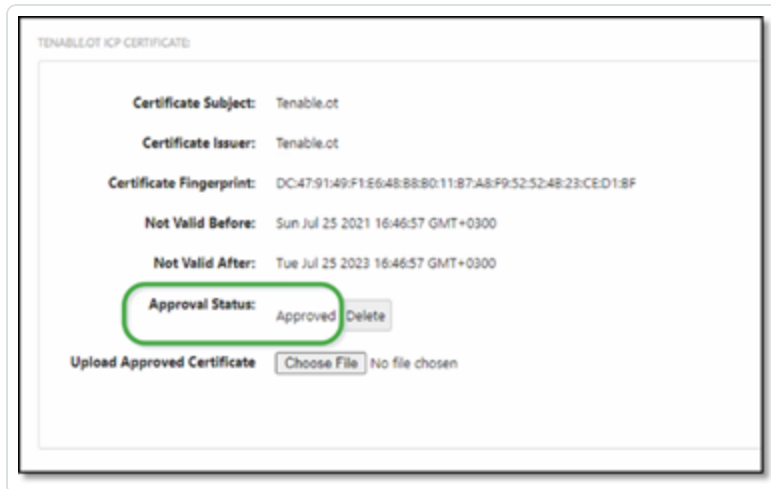 TENABLE.OT ICP CERTIFICATE:
Certificate Subject: Tenable.ot
Certificate Issuer: Tenable.ot
Certificate Fingerprint: DC:47:91:49:F1:E6:48:B8:B0:11:B7:A8:F9:52:52:4B:23:CE:D1:BF
Not Valid Before: Sun Jul 25 2021 16:46:57 GMT+0300
Not Valid After: Tue Jul 25 2023 16:46:57 GMT+0300
Approval Status: Approved Delete
Upload Approved Certificate Choose File No file chosen